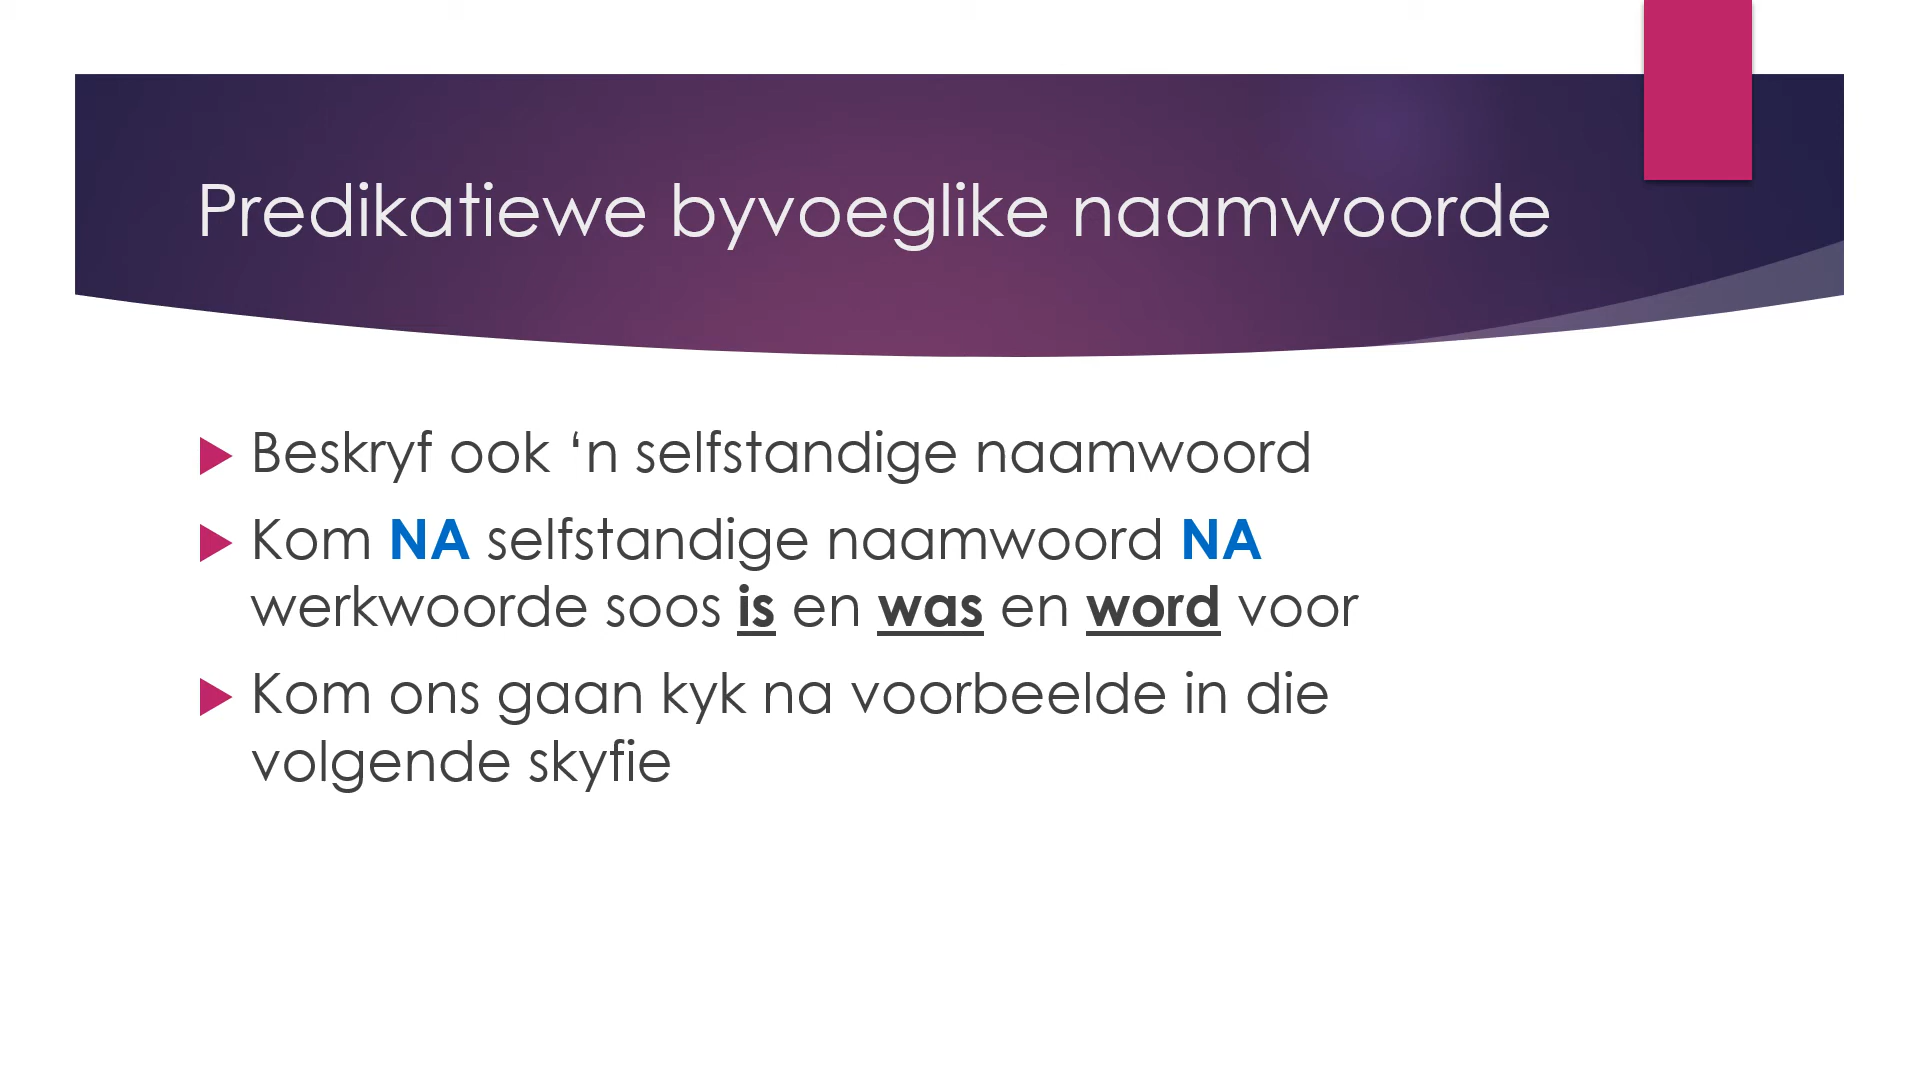 Predikatiewe byvoeglike naamwoorde
Beskryf ook ‘n selfstandige naamwoord
Kom NA selfstandige naamwoord NA
werkwoorde soos is en was en word voor
Kom ons gaan kyk na voorbeelde in die
volgende skyfie